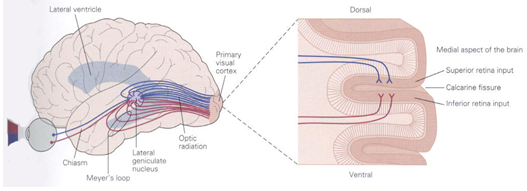 Lateral ventricle
Primary
visual
cortex
Optic
radiation
Lateral
geniculate
nucleus
Chiasm
Meyer's loop
Dorsal
Medial aspect of the brain
Superior retina input
Calcarine fissure
Inferior retina input
Ventral